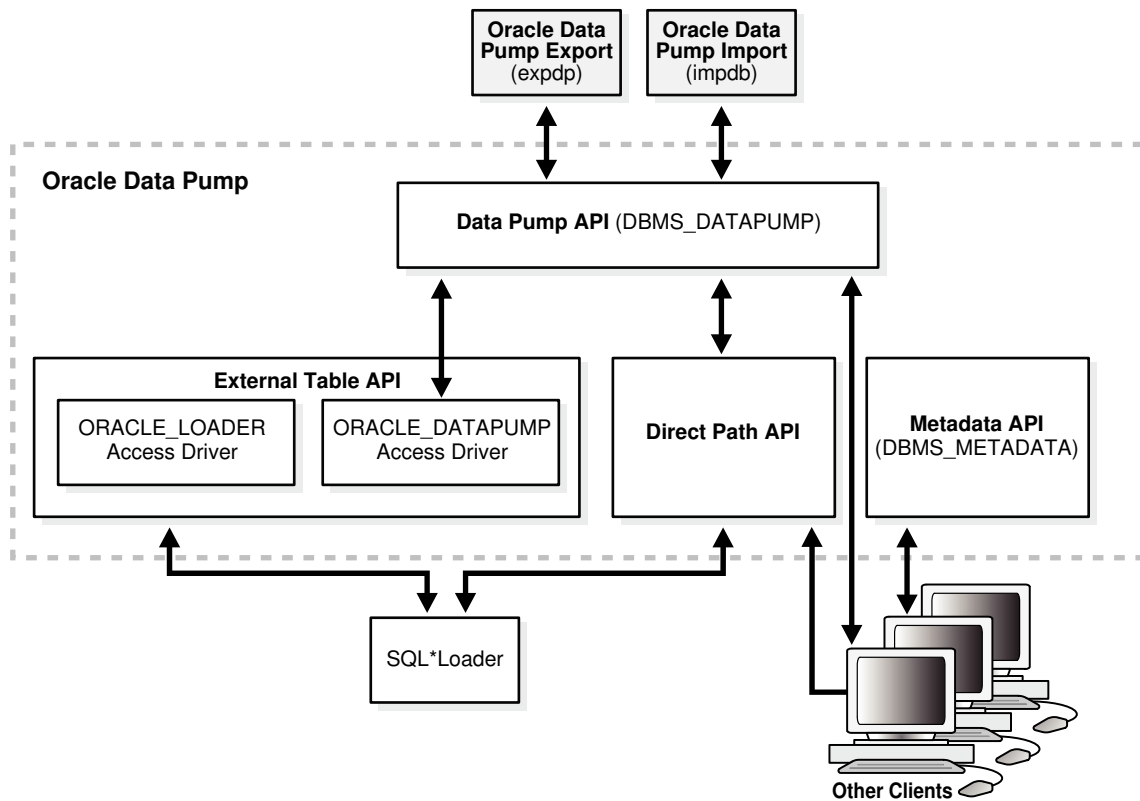 Oracle Data
Pump Export
(expdp)
Oracle Data
Pump Import
(impdb)
Oracle Data Pump
Data Pump API (DBMS_DATAPUMP)
External Table API
ORACLE_LOADER
Access Driver
ORACLE_DATAPUMP
Access Driver
Direct Path API
Metadata API
(DBMS_METADATA)
SQL*Loader
Other Clients